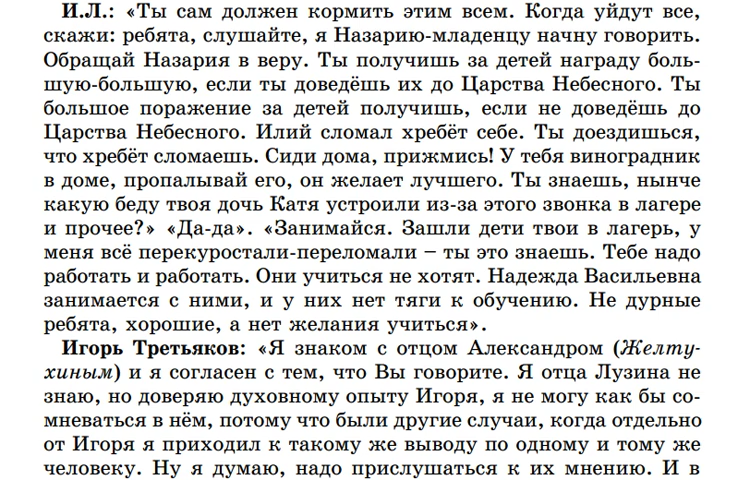 И.Л.: «Ты сам должен кормить этим всем. Когда уйдут все,
скажи: ребята, слушайте, я Назарию-младенцу начну говорить.
Обращай Назария в веру. Ты получишь за детей награду боль-
шую-большую, если ты доведёшь их до Царства Небесного. Ты
большое поражение за детей получишь, если не доведёшь до
Царства Небесного. Илий сломал хребёт себе. Ты доездишься,
что хребёт сломаешь. Сиди дома, прижмись! У тебя виноградник
в доме, пропалывай его, он желает лучшего. Ты знаешь, нынче
какую беду твоя дочь Катя устроили из-за этого звонка в лагере
и прочее?» «Да-да». «Занимайся. Зашли дети твои в лагерь, у
меня всё перекуростали-переломали – ты это знаешь. Тебе надо
работать и работать. Они учиться не хотят. Надежда Васильевна
занимается с ними, и у них нет тяги к обучению. Не дурные
ребята, хорошие, а нет желания учиться».
Игорь Третьяков: «Я знаком с отцом Александром (Желту-
хиным) и я согласен с тем, что Вы говорите. Я отца Лузина не
знаю, но доверяю духовному опыту Игоря, я не могу как бы со-
мневаться в нём, потому что были другие случаи, когда отдельно
от Игоря я приходил к такому же выводу по одному и тому же
человеку. Ну я думаю, надо прислушаться к их мнению. И в